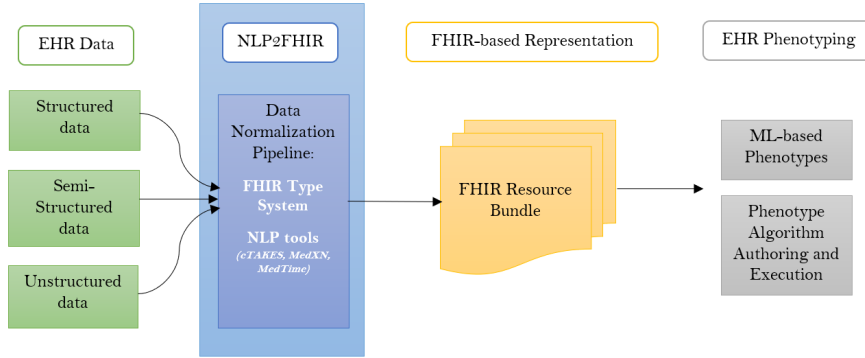 EHR Data
NLP2FHIR
FHIR-based Representation
EHR Phenotyping
Structured
data
Semi-
Structured
data
Unstructured
data
Data
Normalization
Pipeline:
FHIR Type
System
NLP tools
(cTAKES, MedXN,
MedTime)
FHIR Resource
Bundle
ML-based
Phenotypes
Phenotype
Algorithm
Authoring and
Execution